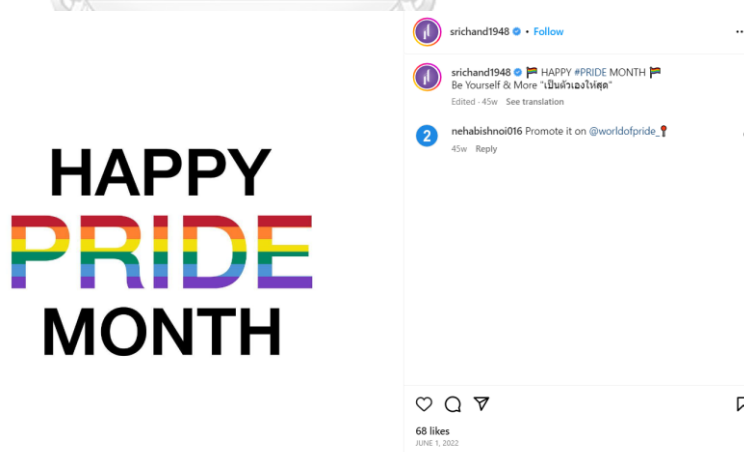 HAPPY
PRIDE
MONTH
srichand1948 • Follow
srichand1948 HAPPY #PRIDE MONTH
Be Yourself & More "เป็นตัวเองให้สุด"
Edited · 45w See translation
2
nehabishnoi016 Promote it on @worldofpride_
45w Reply
68 likes
JUNE 1, 2022